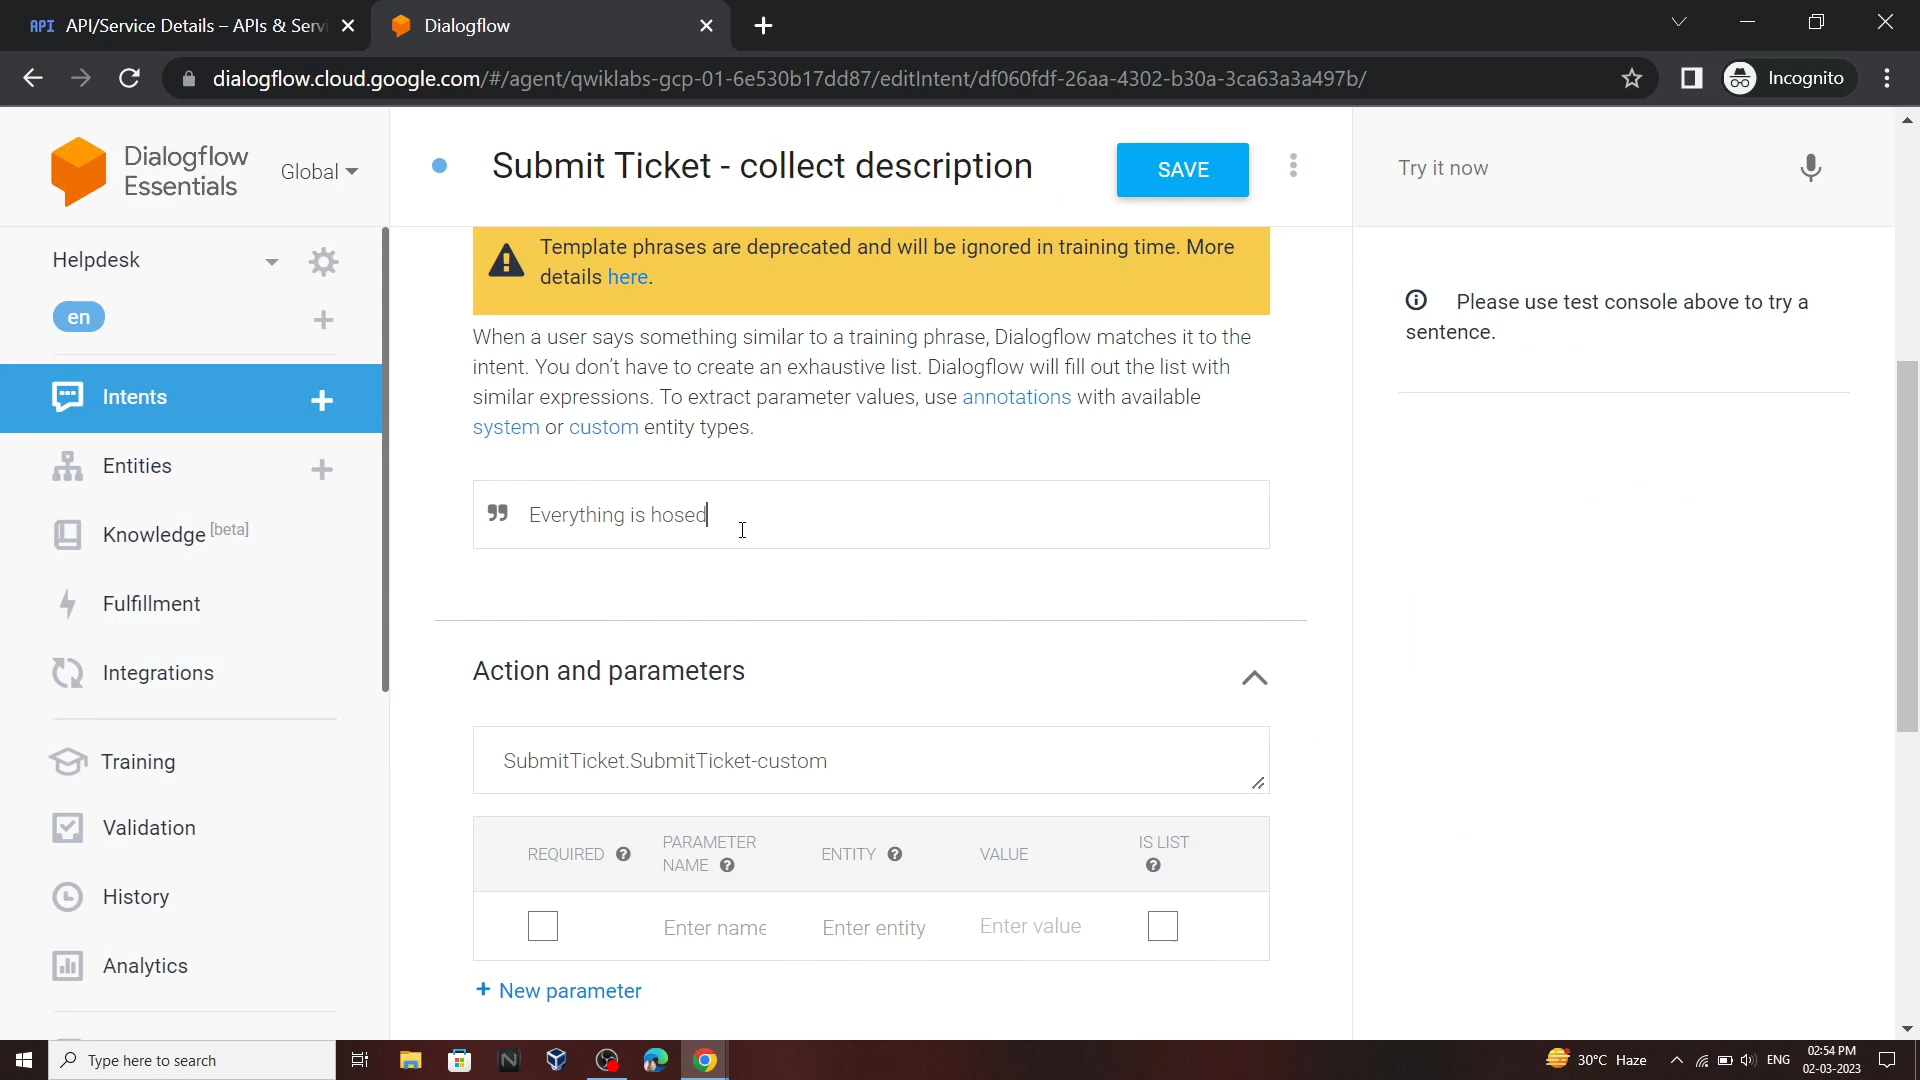 API API/Service Details – APIs & Servi
Dialogflow
dialogflow.cloud.google.com/#/agent/qwiklabs-gcp-01-6e530b17dd87/editIntent/df060fdf-26aa-4302-b30a-3ca63a3a497b/
Incognito
Dialogflow
Essentials
Global
Submit Ticket - collect description
SAVE
Try it now
Helpdesk
en
Intents
Entities
Knowledge [beta]
Fulfillment
Integrations
Training
Validation
History
Analytics
Template phrases are deprecated and will be ignored in training time. More
details here.
When a user says something similar to a training phrase, Dialogflow matches it to the
intent. You don't have to create an exhaustive list. Dialogflow will fill out the list with
similar expressions. To extract parameter values, use annotations with available
system or custom entity types.
Everything is hosed
Action and parameters
SubmitTicket.SubmitTicket-custom
REQUIRED
PARAMETER
NAME
ENTITY
VALUE
IS LIST
Enter name
Enter entity
Enter value
+ New parameter
Please use test console above to try a
sentence.
Type here to search
30°C Haze
ENG
02:54 PM
02-03-2023